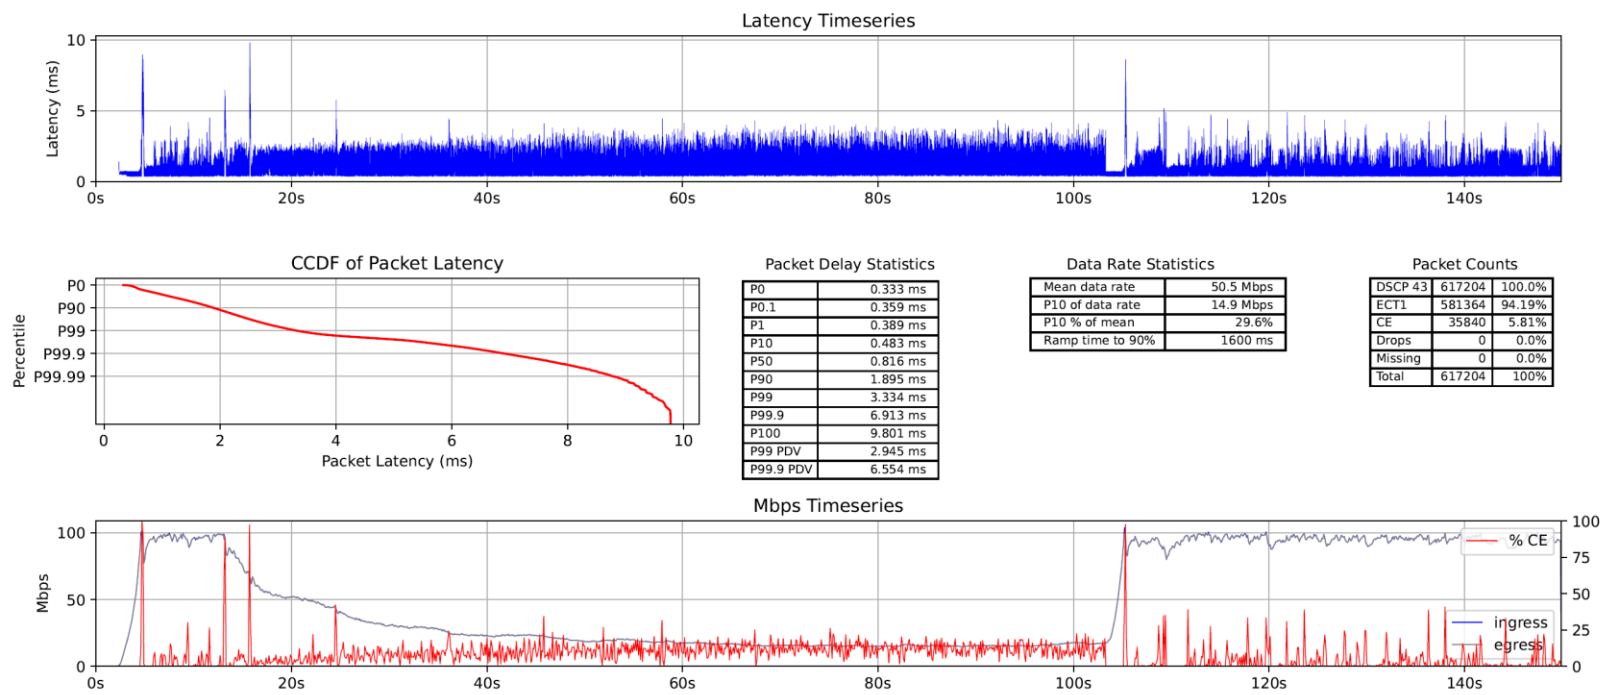 Latency Timeseries
10
5
0
Latency (ms)
0s 20s 40s 60s 80s 100s 120s 140s
CCDF of Packet Latency
P0
P90
P99
P99.9
P99.99
Percentile
0 2 4 6 8 10
Packet Latency (ms)
Packet Delay Statistics
P0 0.333 ms
P0.1 0.359 ms
P1 0.389 ms
P10 0.483 ms
P50 0.816 ms
P90 1.895 ms
P99 3.334 ms
P99.9 6.913 ms
P100 9.801 ms
P99 PDV 2.945 ms
P99.9 PDV 6.554 ms
Data Rate Statistics
Mean data rate 50.5 Mbps
P10 of data rate 14.9 Mbps
P10 % of mean 29.6%
Ramp time to 90% 1600 ms
Packet Counts
DSCP 43 617204 100.0%
ECT1 581364 94.19%
CE 35840 5.81%
Drops 0 0.0%
Missing 0 0.0%
Total 617204 100%
Mbps Timeseries
100
50
0
Mbps
100
75
50
25
0
% CE
ingress
egress
0s 20s 40s 60s 80s 100s 120s 140s